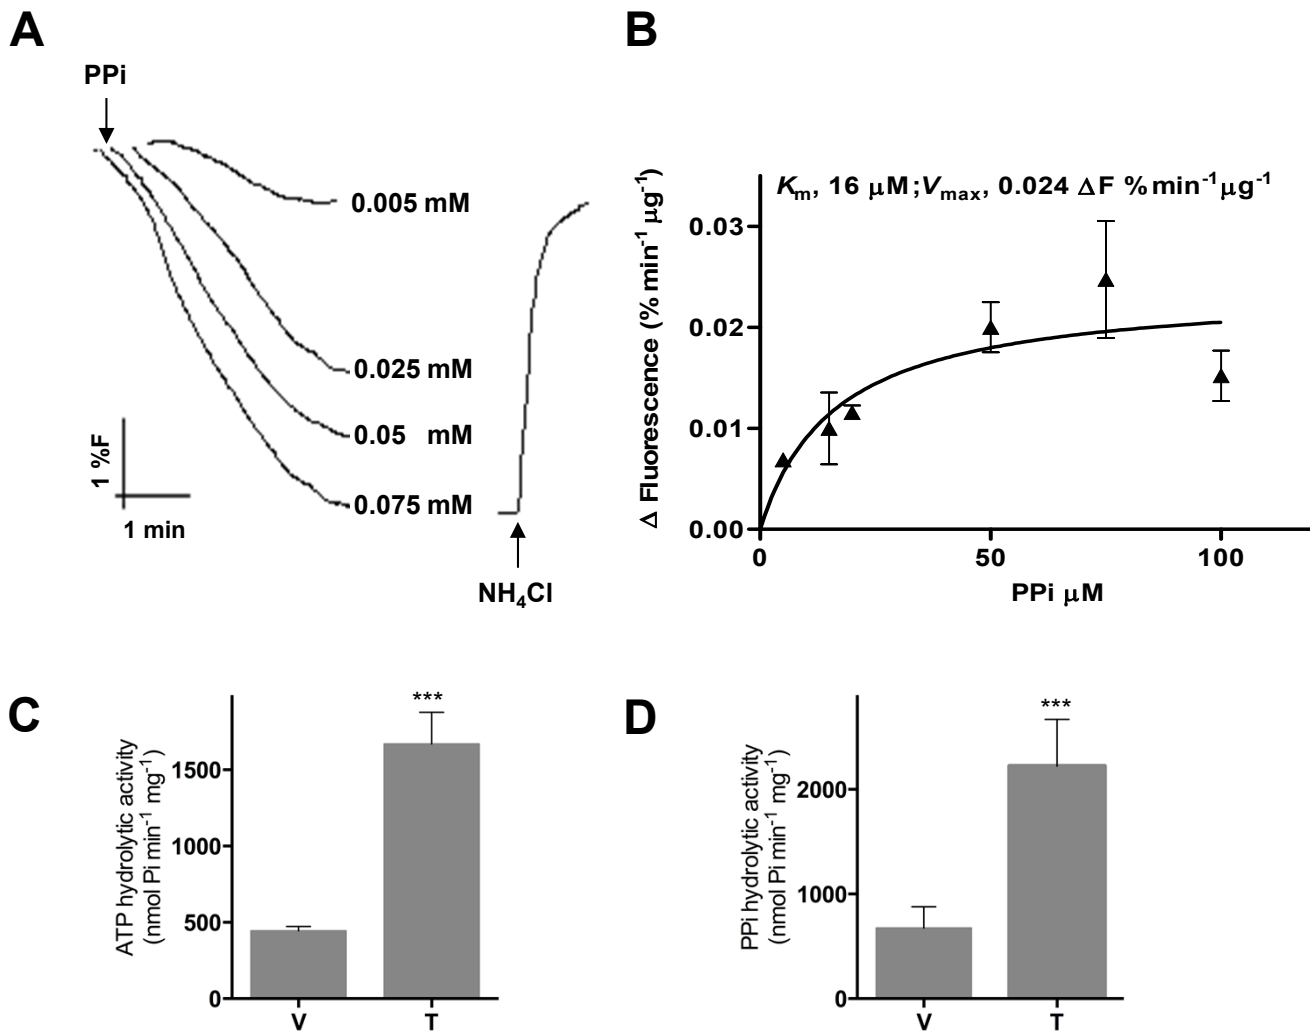 A
PPi
0.005 mM
0.025 mM
0.05 mM
0.075 mM
1 %F
1 min
NH₄Cl
B
Kₘ, 16 μM;Vₘₐₓ, 0.024 ΔF %min⁻¹μg⁻¹
Δ Fluorescence (% min⁻¹ μg⁻¹)
0.03
0.02
0.01
0.00
0
50
100
PPi μM
C
ATP hydrolytic activity
(nmol Pi min⁻¹ mg⁻¹)
***
1500
1000
500
0
V
T
D
PPi hydrolytic activity
(nmol Pi min⁻¹ mg⁻¹)
***
2000
1000
0
V
T